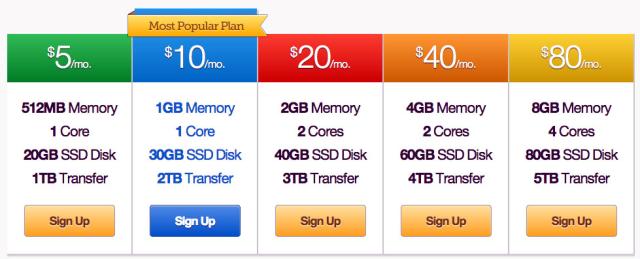 Most Popular Plan
$5/mo.
512MB Memory
1 Core
20GB SSD Disk
1TB Transfer
Sign Up
$10/mo.
1GB Memory
1 Core
30GB SSD Disk
2TB Transfer
Sign Up
$20/mo.
2GB Memory
2 Cores
40GB SSD Disk
3TB Transfer
Sign Up
$40/mo.
4GB Memory
2 Cores
60GB SSD Disk
4TB Transfer
Sign Up
$80/mo.
8GB Memory
4 Cores
80GB SSD Disk
5TB Transfer
Sign Up